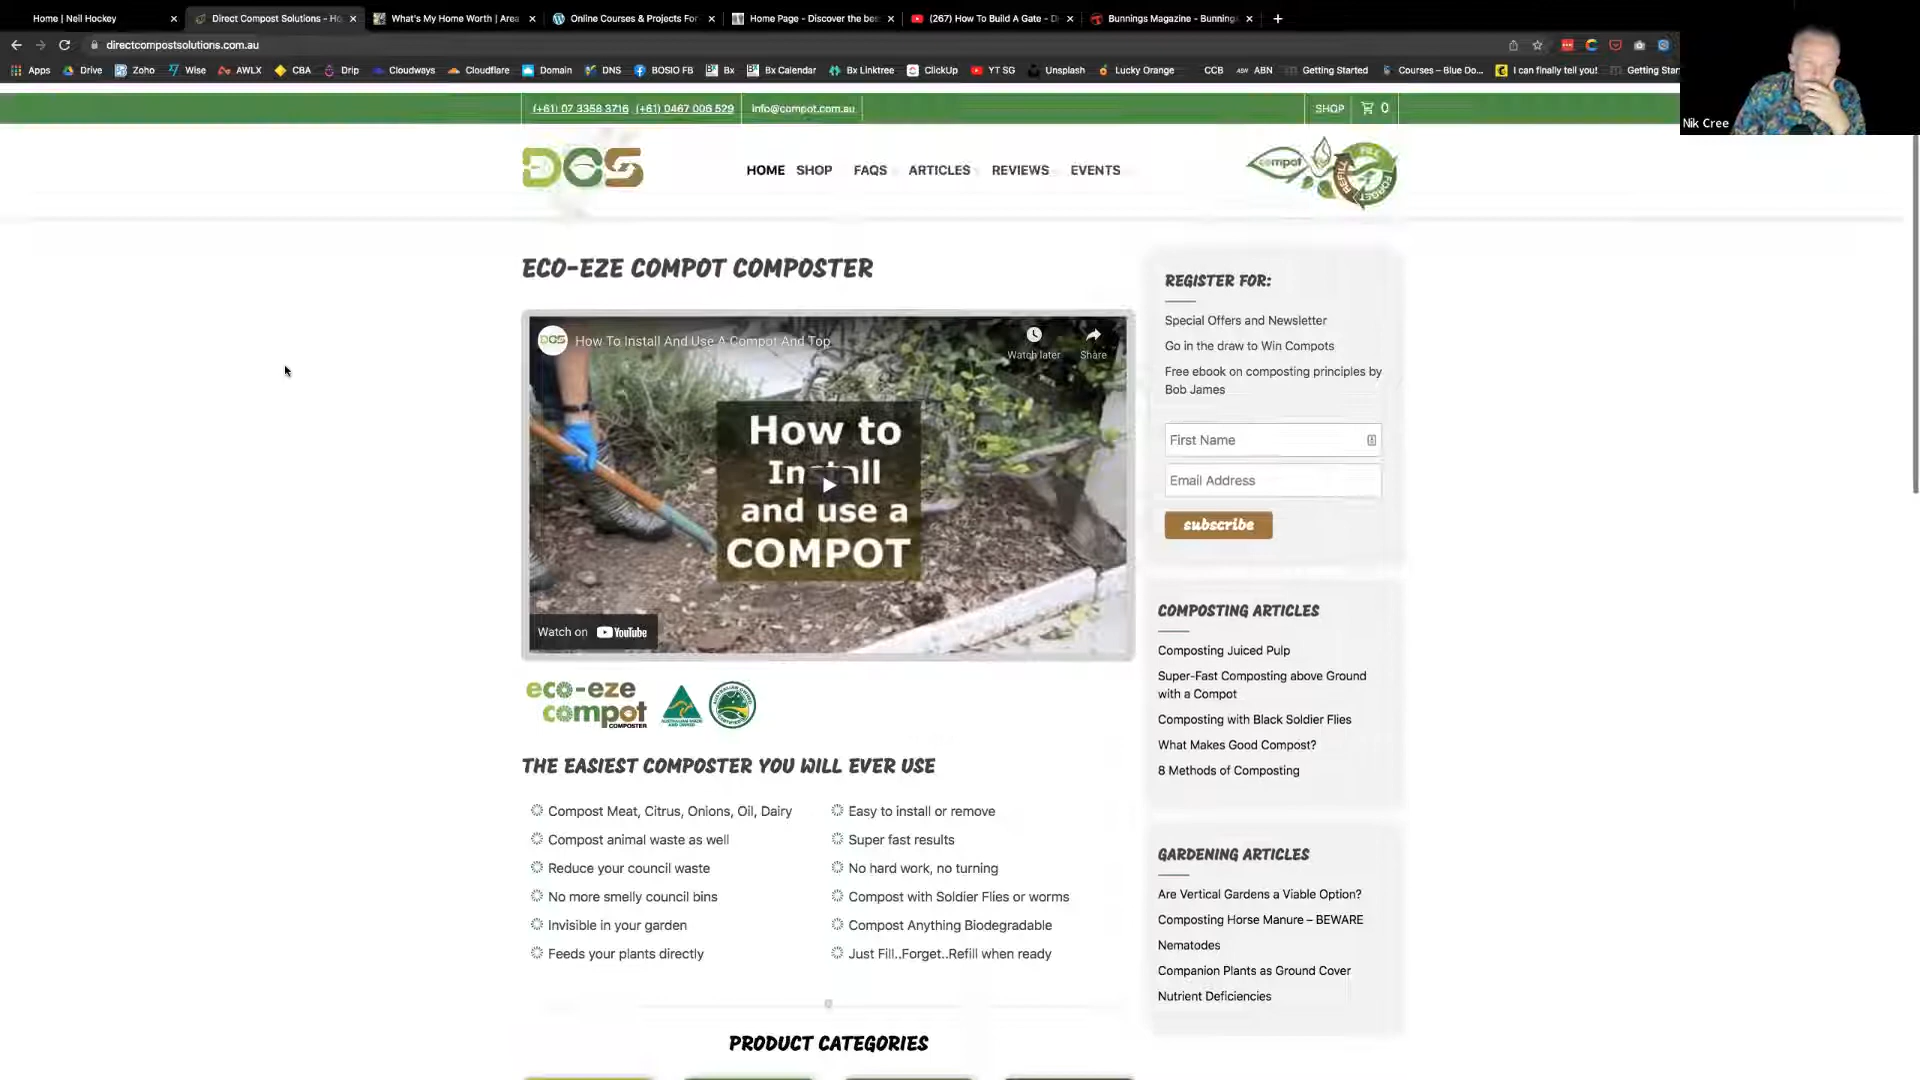 Home | Neil Hockey
Direct Compost Solutions - Ho
What's My Home Worth | Area
Online Courses & Projects For
Home Page - Discover the bes
(267) How To Build A Gate - D
Bunnings Magazine - Bunnings
directcompostsolutions.com.au
Apps
Drive
Zoho
Wise
AWLX
CBA
Drip
Cloudways
Cloudflare
Domain
DNS
BOSIO FB
Bx
Bx Calendar
Bx Linktree
ClickUp
YT SG
Unsplash
Lucky Orange
CCB
ABN
Getting Started
Courses – Blue Do...
I can finally tell you!
Getting Star
Nik Cree
(+61) 07 3358 3716
(+61) 0467 006 529
info@compot.com.au
SHOP
0
DCS
HOME
SHOP
FAQS
ARTICLES
REVIEWS
EVENTS
compot
FILL
FORGET
REFILL
ECO-EZE COMPOT COMPOSTER
DCS
How To Install And Use A Compot And Top
Watch later
Share
How to
Install
and use a
COMPOT
Watch on YouTube
eco-eze
compot
COMPOSTER
AUSTRALIAN MADE
AND OWNED
THE EASIEST COMPOSTER YOU WILL EVER USE
Compost Meat, Citrus, Onions, Oil, Dairy
Compost animal waste as well
Reduce your council waste
No more smelly council bins
Invisible in your garden
Feeds your plants directly
Easy to install or remove
Super fast results
No hard work, no turning
Compost with Soldier Flies or worms
Compost Anything Biodegradable
Just Fill..Forget..Refill when ready
PRODUCT CATEGORIES
REGISTER FOR:
Special Offers and Newsletter
Go in the draw to Win Compots
Free ebook on composting principles by
Bob James
First Name
Email Address
subscribe
COMPOSTING ARTICLES
Composting Juiced Pulp
Super-Fast Composting above Ground
with a Compot
Composting with Black Soldier Flies
What Makes Good Compost?
8 Methods of Composting
GARDENING ARTICLES
Are Vertical Gardens a Viable Option?
Composting Horse Manure – BEWARE
Nematodes
Companion Plants as Ground Cover
Nutrient Deficiencies